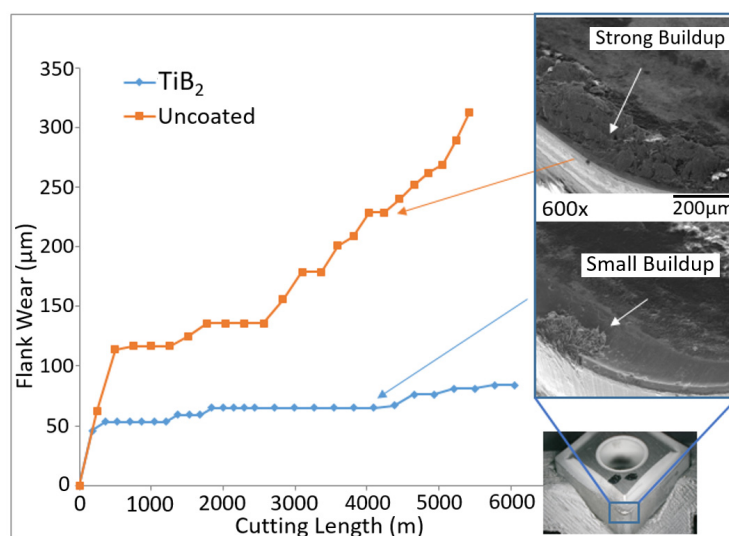 Strong Buildup
350
TiB₂
300
Uncoated
250
600x
200µm
200
Small Buildup
150
100
50
0
0
1000
2000
3000
4000
5000
6000
Flank Wear (µm)
Cutting Length (m)